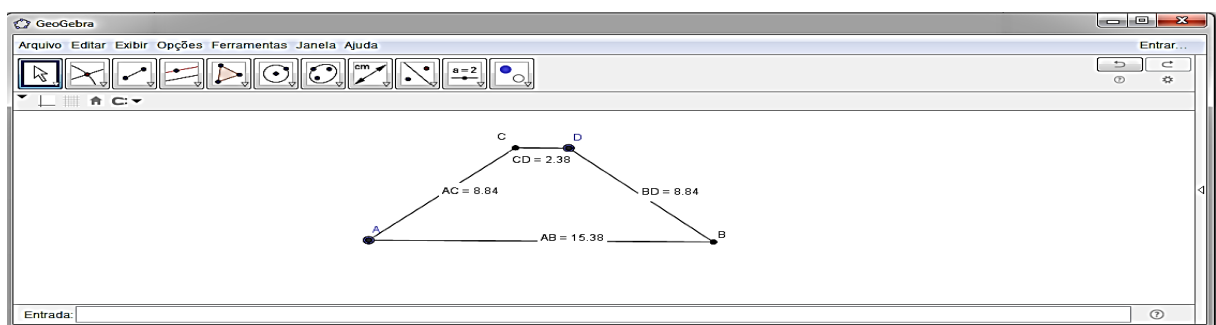 GeoGebra
Arquivo Editar Exibir Opções Ferramentas Janela Ajuda Entrar...
cm
a=2
C D
CD = 2.38
AC = 8.84 BD = 8.84
A
AB = 15.38 B
Entrada: